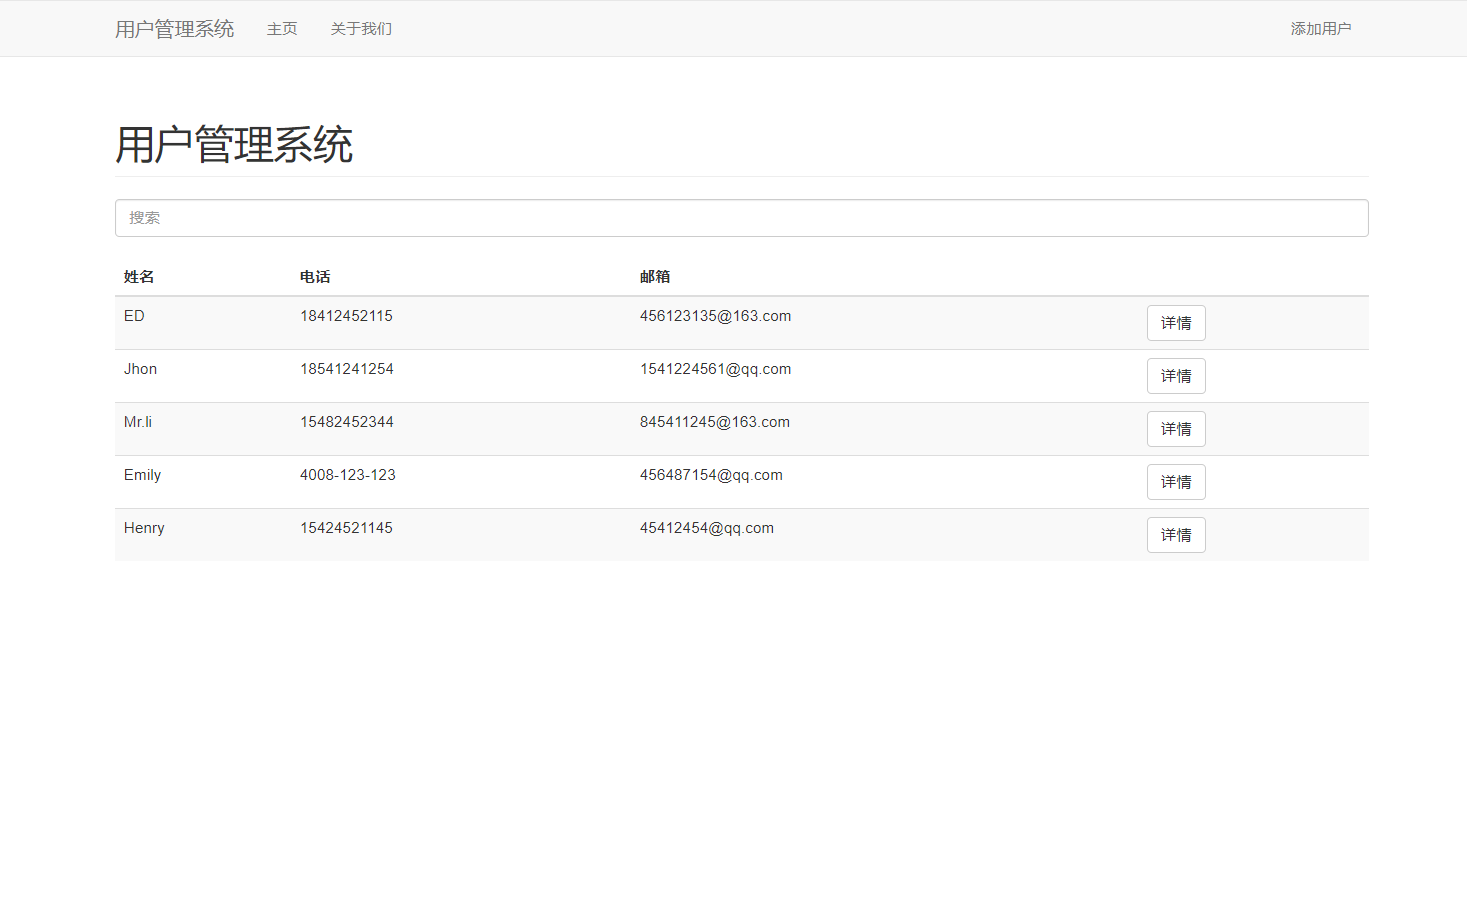 用户管理系统 主页 关于我们 添加用户
用户管理系统
搜索
姓名 电话 邮箱
ED 18412452115 456123135@163.com 详情
Jhon 18541241254 1541224561@qq.com 详情
Mr.li 15482452344 845411245@163.com 详情
Emily 4008-123-123 456487154@qq.com 详情
Henry 15424521145 45412454@qq.com 详情